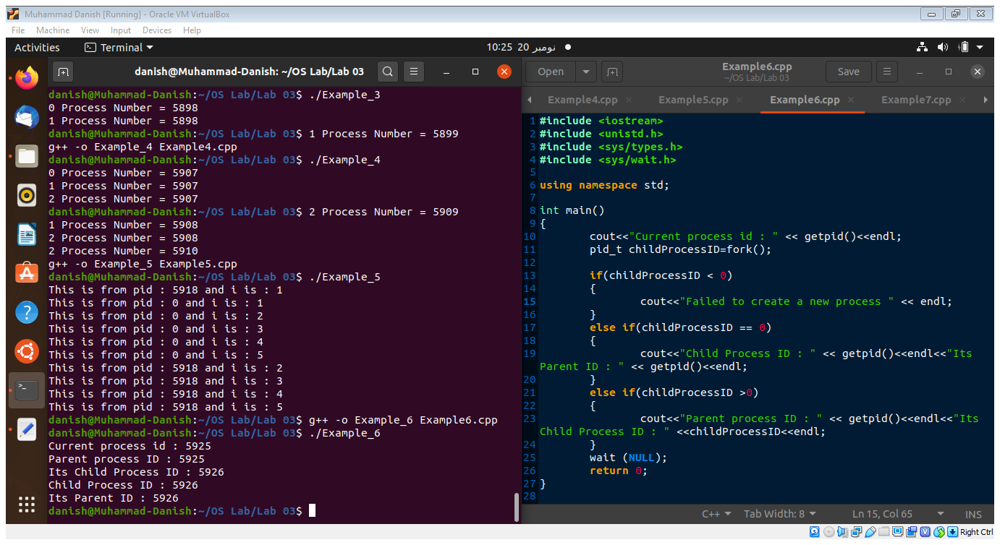 Muhammad Danish [Running] - Oracle VM VirtualBox
File Machine View Input Devices Help
Activities Terminal 10:25 20 نومبر
danish@Muhammad-Danish: ~/OS Lab/Lab 03
danish@Muhammad-Danish:~/OS Lab/Lab 03$ ./Example_3
0 Process Number = 5898
1 Process Number = 5898
danish@Muhammad-Danish:~/OS Lab/Lab 03$ 1 Process Number = 5899
g++ -o Example_4 Example4.cpp
danish@Muhammad-Danish:~/OS Lab/Lab 03$ ./Example_4
0 Process Number = 5907
1 Process Number = 5907
2 Process Number = 5907
danish@Muhammad-Danish:~/OS Lab/Lab 03$ 2 Process Number = 5909
1 Process Number = 5908
2 Process Number = 5908
2 Process Number = 5910
g++ -o Example_5 Example5.cpp
danish@Muhammad-Danish:~/OS Lab/Lab 03$ ./Example_5
This is from pid : 5918 and i is : 1
This is from pid : 0 and i is : 1
This is from pid : 0 and i is : 2
This is from pid : 0 and i is : 3
This is from pid : 0 and i is : 4
This is from pid : 0 and i is : 5
This is from pid : 5918 and i is : 2
This is from pid : 5918 and i is : 3
This is from pid : 5918 and i is : 4
This is from pid : 5918 and i is : 5
danish@Muhammad-Danish:~/OS Lab/Lab 03$ g++ -o Example_6 Example6.cpp
danish@Muhammad-Danish:~/OS Lab/Lab 03$ ./Example_6
Current process id : 5925
Parent process ID : 5925
Its Child Process ID : 5926
Child Process ID : 5926
Its Parent ID : 5926
danish@Muhammad-Danish:~/OS Lab/Lab 03$
Open Example6.cpp Save
~/OS Lab/Lab 03
Example4.cpp Example5.cpp Example6.cpp Example7.cpp
1 #include <iostream>
2 #include <unistd.h>
3 #include <sys/types.h>
4 #include <sys/wait.h>
5
6 using namespace std;
7
8 int main()
9 {
10 cout<<"Current process id : " << getpid()<<endl;
11 pid_t childProcessID=fork();
12
13 if(childProcessID < 0)
14 {
15 cout<<"Failed to create a new process " << endl;
16 }
17 else if(childProcessID == 0)
18 {
19 cout<<"Child Process ID : " << getpid()<<endl<<"Its
Parent ID : " << getpid()<<endl;
20 }
21 else if(childProcessID >0)
22 {
23 cout<<"Parent process ID : " << getpid()<<endl<<"Its
Child Process ID : " <<childProcessID<<endl;
24 }
25 wait (NULL);
26 return 0;
27 }
28
C++ Tab Width: 8 Ln 15, Col 65 INS
Right Ctrl